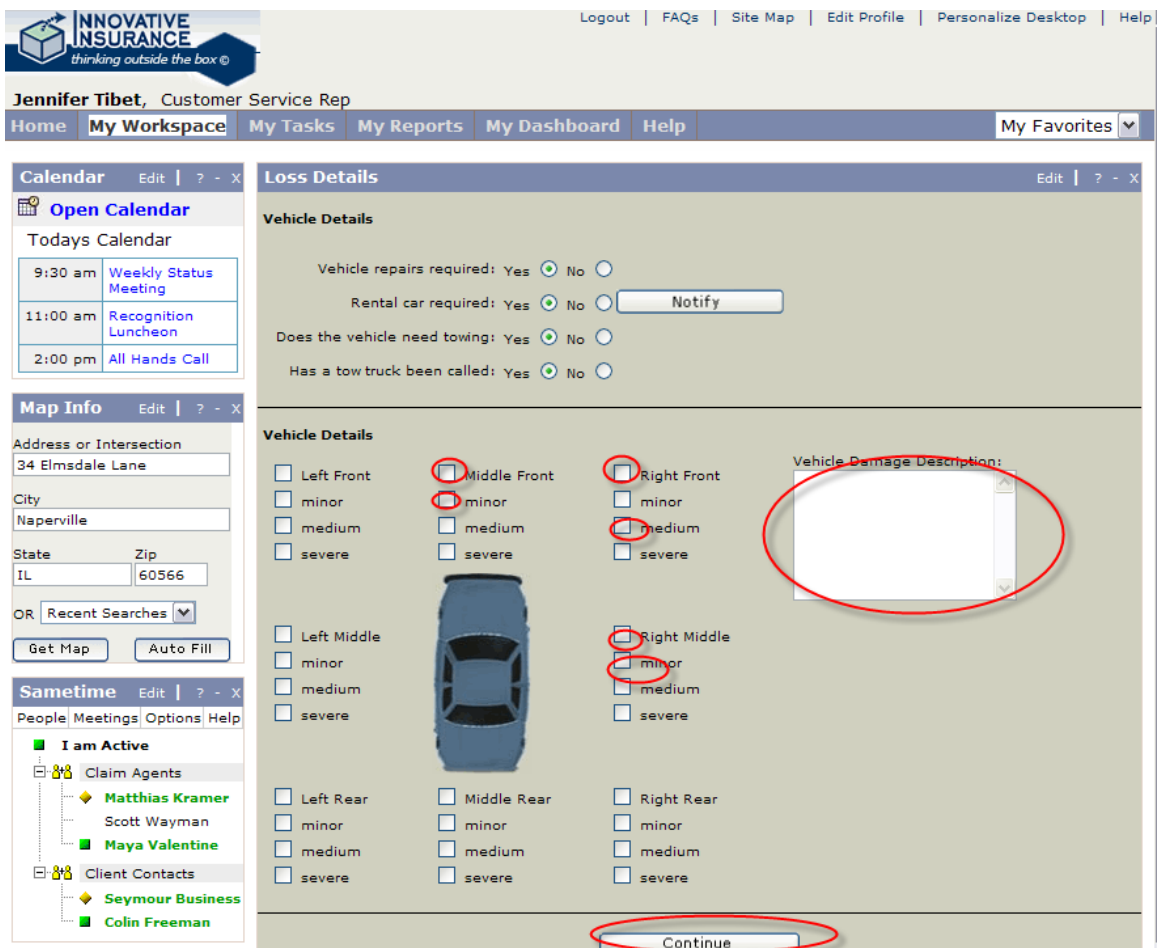 INNOVATIVE
INSURANCE
thinking outside the box ©
Logout | FAQs | Site Map | Edit Profile | Personalize Desktop | Help
Jennifer Tibet, Customer Service Rep
Home My Workspace My Tasks My Reports My Dashboard Help My Favorites
Calendar Edit | ? - X
Open Calendar
Todays Calendar
9:30 am Weekly Status
Meeting
11:00 am Recognition
Luncheon
2:00 pm All Hands Call
Map Info Edit | ? - X
Address or Intersection
34 Elmsdale Lane
City
Naperville
State Zip
IL 60566
OR Recent Searches
Get Map Auto Fill
Sametime Edit | ? - X
People Meetings Options Help
I am Active
Claim Agents
Matthias Kramer
Scott Wayman
Maya Valentine
Client Contacts
Seymour Business
Colin Freeman
Loss Details Edit | ? - X
Vehicle Details
Vehicle repairs required: Yes No
Rental car required: Yes No Notify
Does the vehicle need towing: Yes No
Has a tow truck been called: Yes No
Vehicle Details
Left Front Middle Front Right Front Vehicle Damage Description:
minor minor minor
medium medium medium
severe severe severe
Left Middle Right Middle
minor minor
medium medium
severe severe
Left Rear Middle Rear Right Rear
minor minor minor
medium medium medium
severe severe severe
Continue